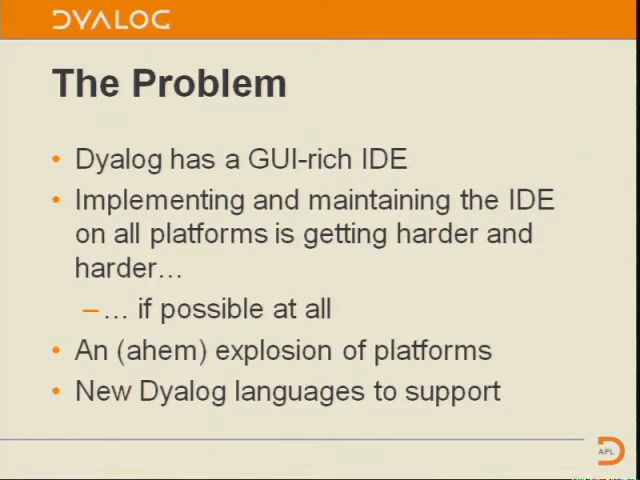 DYALOG
The Problem
• Dyalog has a GUI-rich IDE
• Implementing and maintaining the IDE
on all platforms is getting harder and
harder…
– … if possible at all
• An (ahem) explosion of platforms
• New Dyalog languages to support
APL